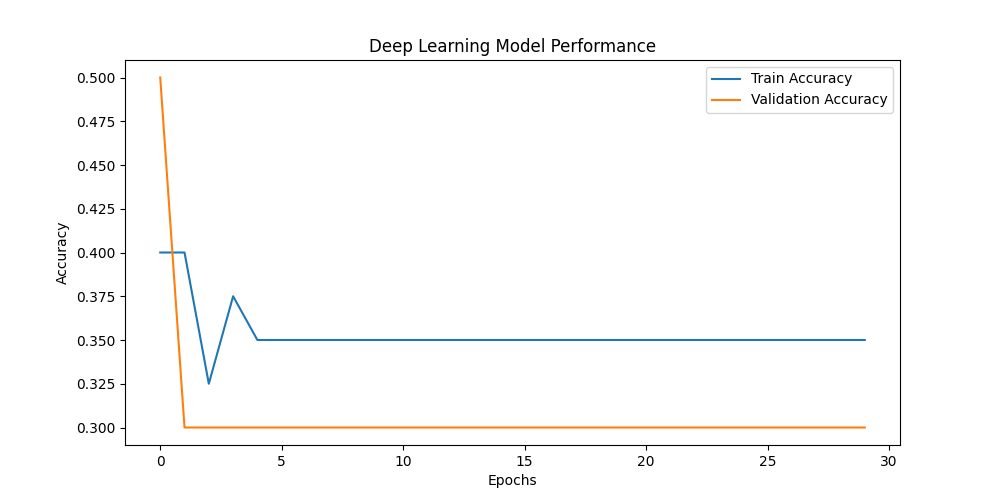 Deep Learning Model Performance
Train Accuracy
Validation Accuracy
Accuracy
0.500
0.475
0.450
0.425
0.400
0.375
0.350
0.325
0.300
0 5 10 15 20 25 30
Epochs